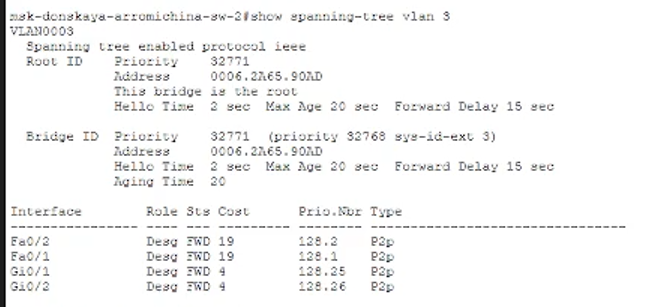 msk-donskaya-arromichina-sw-2#show spanning-tree vlan 3
VLAN0003
Spanning tree enabled protocol ieee
Root ID Priority 32771
Address 0006.2A65.90AD
This bridge is the root
Hello Time 2 sec Max Age 20 sec Forward Delay 15 sec
Bridge ID Priority 32771 (priority 32768 sys-id-ext 3)
Address 0006.2A65.90AD
Hello Time 2 sec Max Age 20 sec Forward Delay 15 sec
Aging Time 20
Interface Role Sts Cost Prio.Nbr Type
---------------- ---- --- --------- -------- --------------------------------
Fa0/2 Desg FWD 19 128.2 P2p
Fa0/1 Desg FWD 19 128.1 P2p
Gi0/1 Desg FWD 4 128.25 P2p
Gi0/2 Desg FWD 4 128.26 P2p